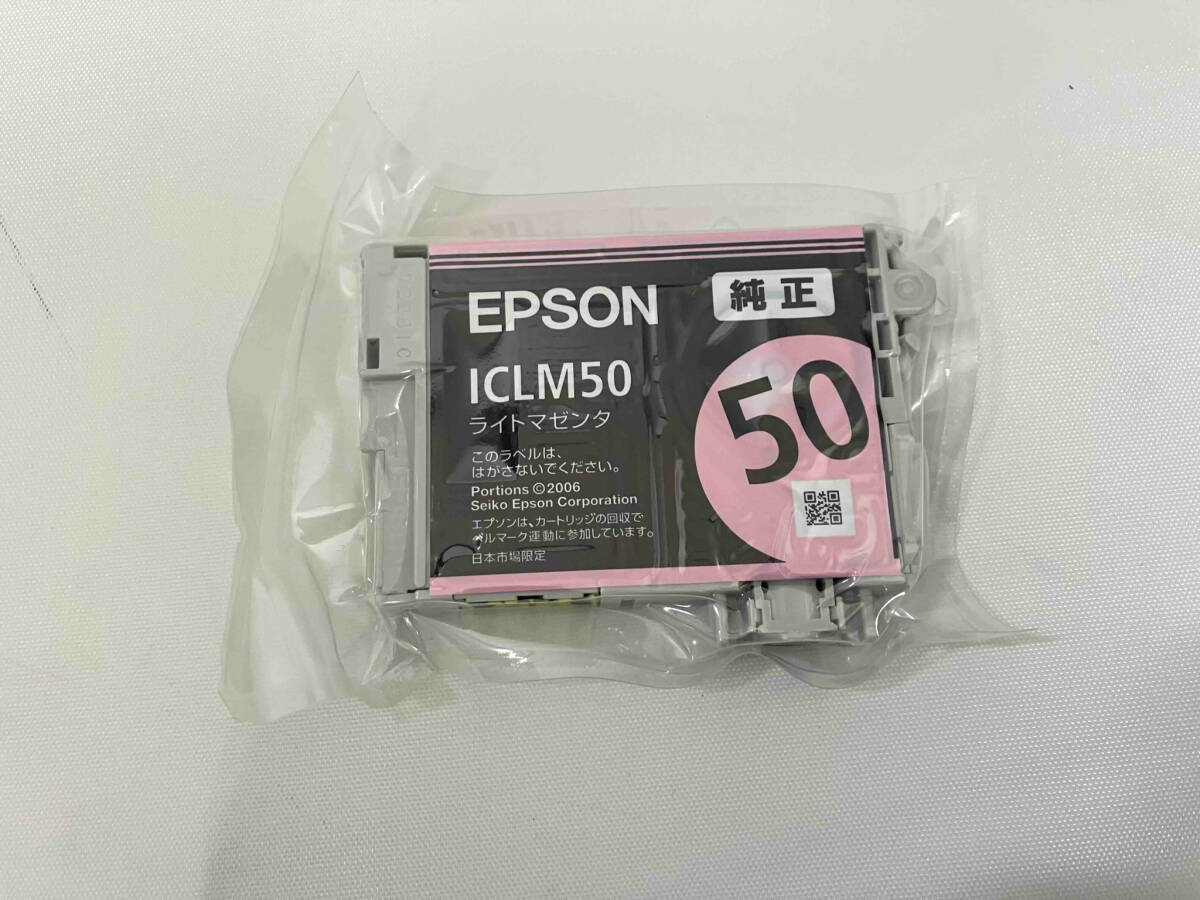 EPSON
純正
ICLM50
ライトマゼンタ
50
このラベルは、
はがさないでください。
Portions ©2006
Seiko Epson Corporation
エプソンは、カートリッジの回収で
ベルマーク運動に参加しています。
日本市場限定